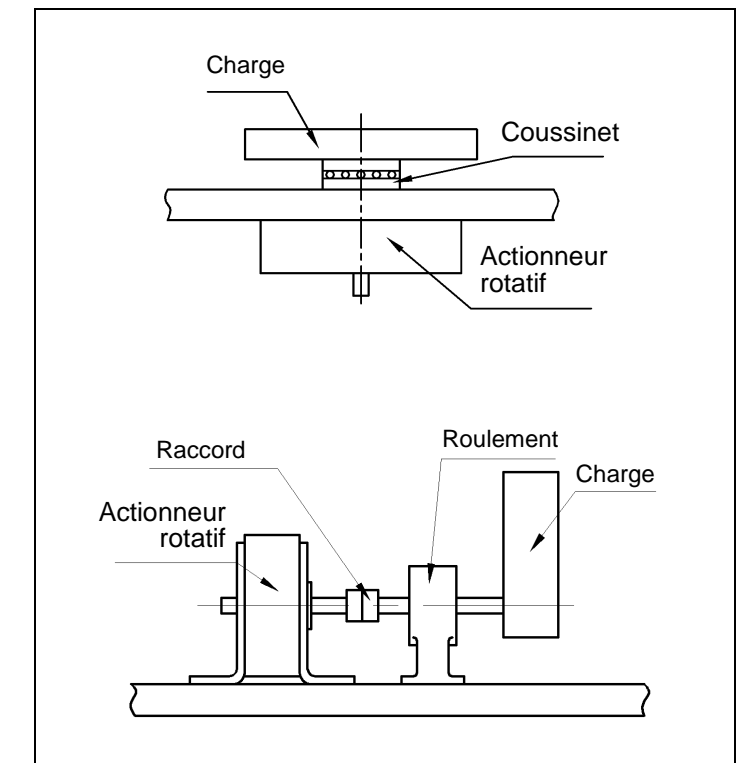 Charge
Coussinet
Actionneur
rotatif
Roulement
Raccord
Charge
Actionneur
rotatif